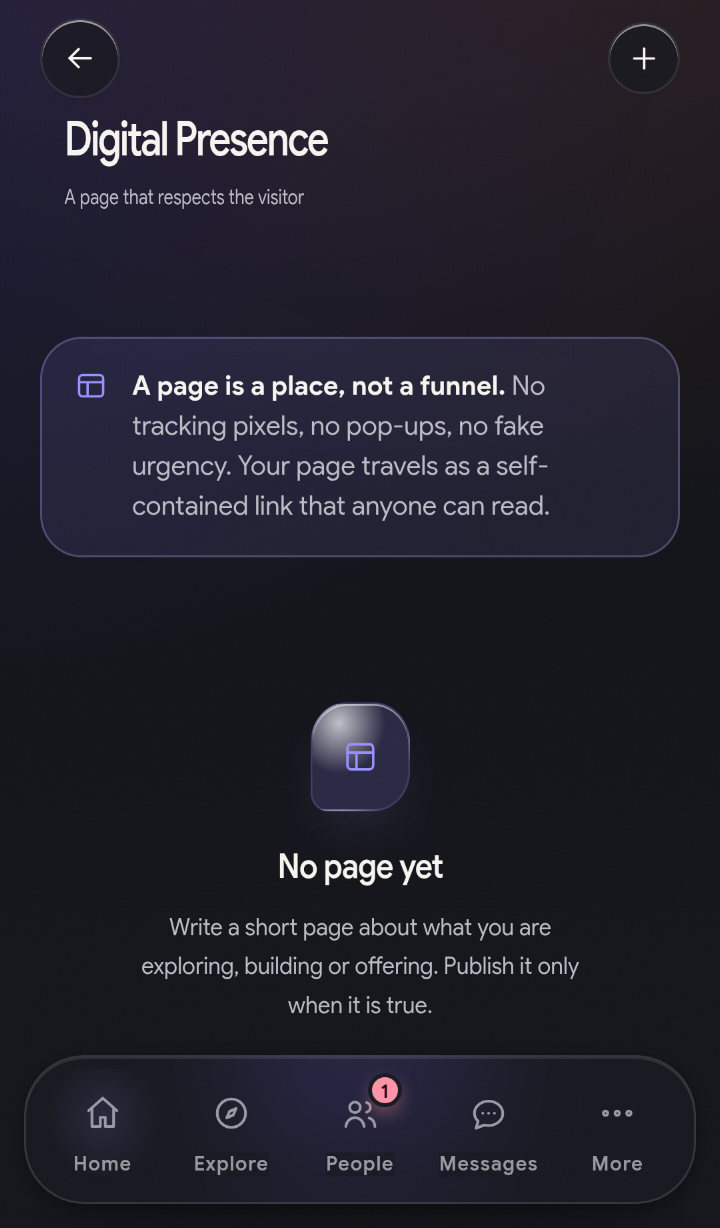 Digital Presence
A page that respects the visitor
A page is a place, not a funnel. No
tracking pixels, no pop-ups, no fake
urgency. Your page travels as a self-
contained link that anyone can read.
No page yet
Write a short page about what you are
exploring, building or offering. Publish it only
when it is true.
1
Home Explore People Messages More